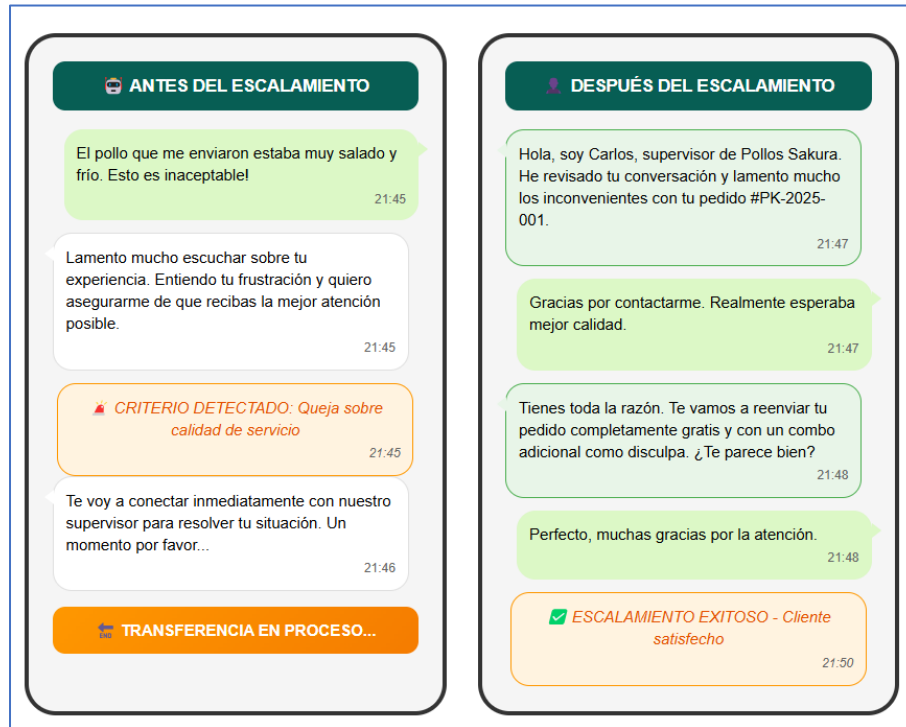 ANTES DEL ESCALAMIENTO
El pollo que me enviaron estaba muy salado y
frío. Esto es inaceptable!
21:45
Lamento mucho escuchar sobre tu
experiencia. Entiendo tu frustración y quiero
asegurarme de que recibas la mejor atención
posible.
21:45
CRITERIO DETECTADO: Queja sobre
calidad de servicio
21:45
Te voy a conectar inmediatamente con nuestro
supervisor para resolver tu situación. Un
momento por favor...
21:46
END TRANSFERENCIA EN PROCESO...
DESPUÉS DEL ESCALAMIENTO
Hola, soy Carlos, supervisor de Pollos Sakura.
He revisado tu conversación y lamento mucho
los inconvenientes con tu pedido #PK-2025-
001.
21:47
Gracias por contactarme. Realmente esperaba
mejor calidad.
21:47
Tienes toda la razón. Te vamos a reenviar tu
pedido completamente gratis y con un combo
adicional como disculpa. ¿Te parece bien?
21:48
Perfecto, muchas gracias por la atención.
21:48
ESCALAMIENTO EXITOSO - Cliente
satisfecho
21:50